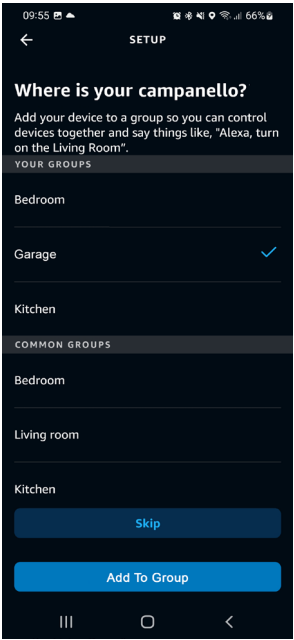 09:55 66%
SETUP
Where is your campanello?
Add your device to a group so you can control
devices together and say things like, "Alexa, turn
on the Living Room".
YOUR GROUPS
Bedroom
Garage
Kitchen
COMMON GROUPS
Bedroom
Living room
Kitchen
Skip
Add To Group